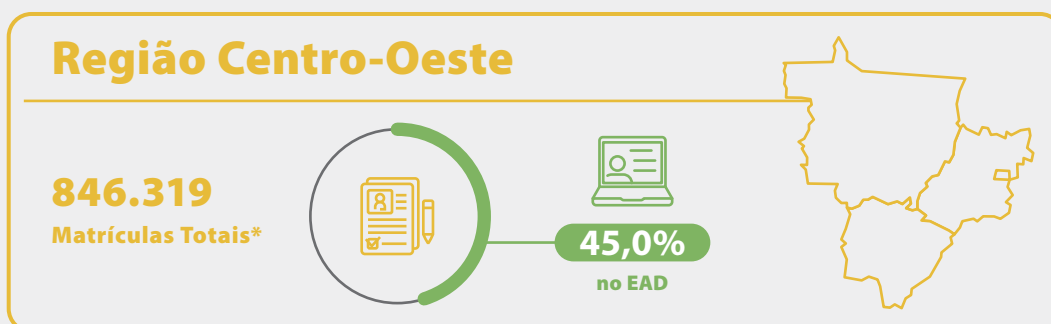 Região Centro-Oeste
846.319
Matrículas Totais*
45,0%
no EAD